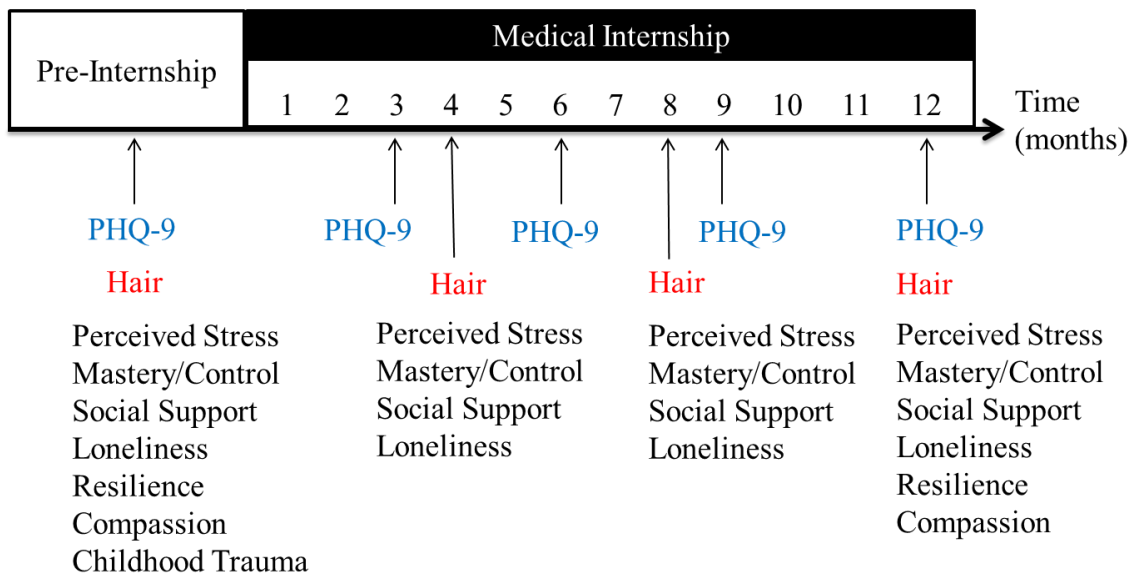 Medical Internship
Pre-Internship
1 2 3 4 5 6 7 8 9 10 11 12
Time
(months)
PHQ-9 PHQ-9 PHQ-9 PHQ-9 PHQ-9
Hair Hair Hair Hair
Perceived Stress
Mastery/Control
Social Support
Loneliness
Resilience
Compassion
Childhood Trauma
Perceived Stress
Mastery/Control
Social Support
Loneliness
Perceived Stress
Mastery/Control
Social Support
Loneliness
Perceived Stress
Mastery/Control
Social Support
Loneliness
Resilience
Compassion